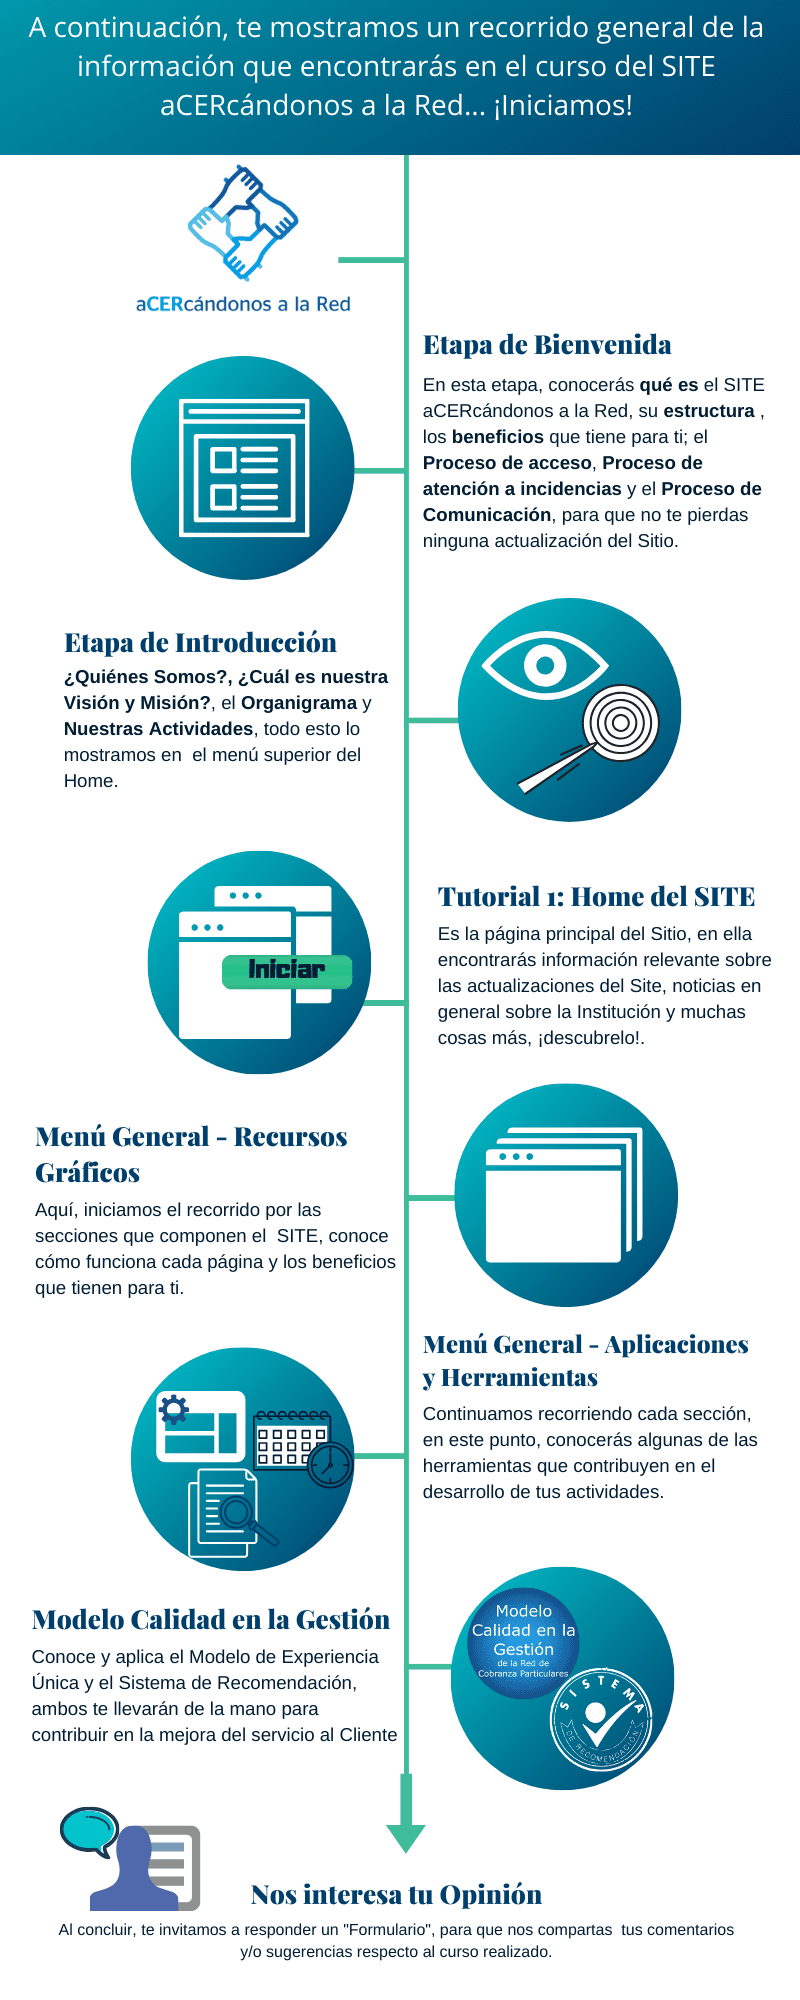 A continuación, te mostramos un recorrido general de la
información que encontrarás en el curso del SITE
aCERcándonos a la Red... ¡Iniciamos!
aCERcándonos a la Red
Etapa de Bienvenida
En esta etapa, conocerás qué es el SITE
aCERcándonos a la Red, su estructura ,
los beneficios que tiene para ti; el
Proceso de acceso, Proceso de
atención a incidencias y el Proceso de
Comunicación, para que no te pierdas
ninguna actualización del Sitio.
Etapa de Introducción
¿Quiénes Somos?, ¿Cuál es nuestra
Visión y Misión?, el Organigrama y
Nuestras Actividades, todo esto lo
mostramos en  el menú superior del
Home.
Iniciar
Tutorial 1: Home del SITE
Es la página principal del Sitio, en ella
encontrarás información relevante sobre
las actualizaciones del Site, noticias en
general sobre la Institución y muchas
cosas más, ¡descubrelo!.
Menú General - Recursos
Gráficos
Aquí, iniciamos el recorrido por las
secciones que componen el  SITE, conoce
cómo funciona cada página y los beneficios
que tienen para ti.
Menú General - Aplicaciones
y Herramientas
Continuamos recorriendo cada sección,
en este punto, conocerás algunas de las
herramientas que contribuyen en el
desarrollo de tus actividades.
Modelo Calidad en la Gestión
Conoce y aplica el Modelo de Experiencia
Única y el Sistema de Recomendación,
ambos te llevarán de la mano para
contribuir en la mejora del servicio al Cliente
Modelo
Calidad en la
Gestión
de la Red de
Cobranza Particulares
SISTEMA
DE RECOMENDACIÓN
Nos interesa tu Opinión
Al concluir, te invitamos a responder un "Formulario", para que nos compartas  tus comentarios
y/o sugerencias respecto al curso realizado.